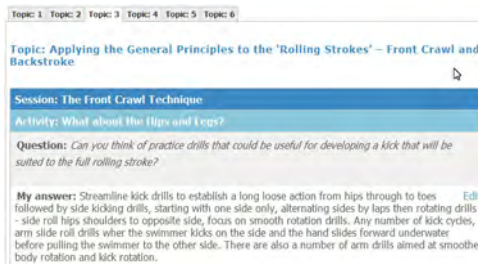 Topic: 1 Topic: 2 Topic: 3 Topic: 4 Topic: 5 Topic: 6
Topic: Applying the General Principles to the 'Rolling Strokes' – Front Crawl and
Backstroke
Session: The Front Crawl Technique
Activity: What about the Hips and Legs?
Question: Can you think of practice drills that could be useful for developing a kick that will be
suited to the full rolling stroke?
My answer: Streamline kick drills to establish a long loose action from hips through to toes Edi
followed by side kicking drills, starting with one side only, alternating sides by laps then rotating drills
- side roll hips shoulders to opposite side, focus on smooth rotation drills. Any number of kick cycles,
arm slide roll drills wher the swimmer kicks on the side and the hand slides forward underwater
before pulling the swimmer to the other side. There are also a number of arm drills aimed at smoothe
body rotation and kick rotation.